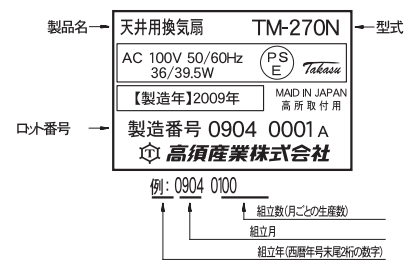 製品名
天井用換気扇 TM-270N
型式
AC 100V 50/60Hz
36/39.5W
PS
E
Takasu
【製造年】2009年
MAID IN JAPAN
高所取付用
ロット番号
製造番号 0904 0001 A
高須産業株式会社
例: 0904 0100
組立数(月ごとの生産数)
組立月
組立年(西暦年号末尾2桁の数字)